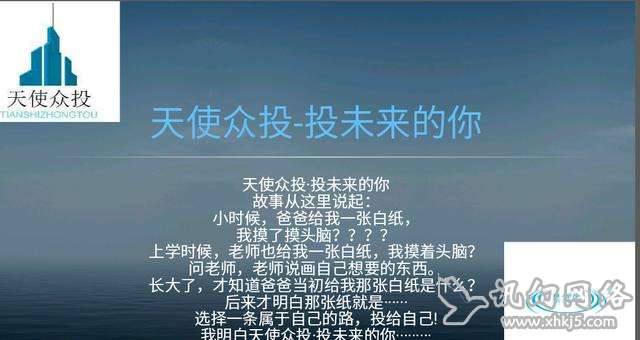 天使众投
TIANSHIZHONGTOU
天使众投-投未来的你
天使众投·投未来的你
故事从这里说起：
小时候，爸爸给我一张白纸，
我摸了摸头脑？？？？
上学时候，老师也给我一张白纸，我摸着头脑?
问老师，老师说画自己想要的东西。
长大了，才知道爸爸当初给我那张白纸是什么？
后来才明白那张纸就是······
选择一条属于自己的路，投给自己!
我明白天使众投·投未来的你·········
讯幻网络
www.xhkj5.com